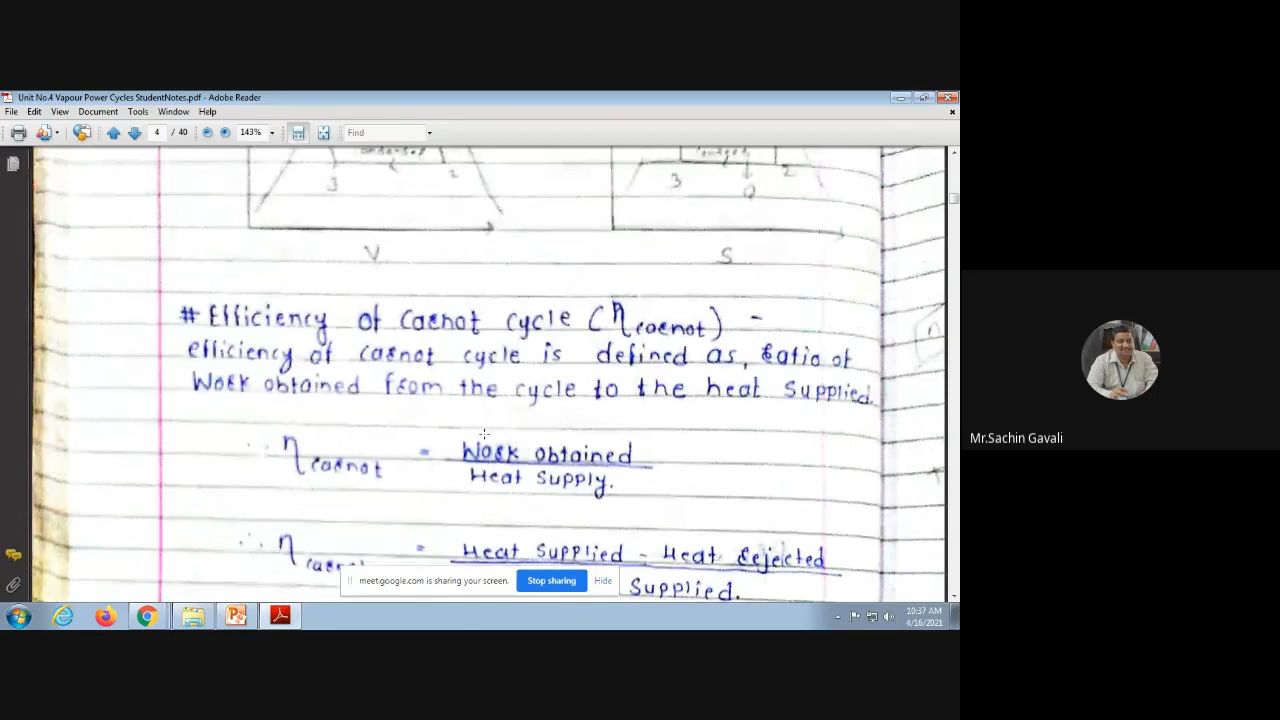 Unit No.4 Vapour Power Cycles StudentNotes.pdf - Adobe Reader
File Edit View Document Tools Window Help
4 / 40 143% Find
3 2 3 2
Q
V S
# Efficiency of Carnot cycle (η carnot) -
efficiency of carnot cycle is defined as, Ratio of
Work obtained from the cycle to the heat Supplied.
∴ η carnot = Work obtained
Heat Supply.
∴ η = Heat Supplied - Heat Rejected
Supplied.
meet.google.com is sharing your screen. Stop sharing Hide
10:37 AM
4/16/2021
Mr.Sachin Gavali